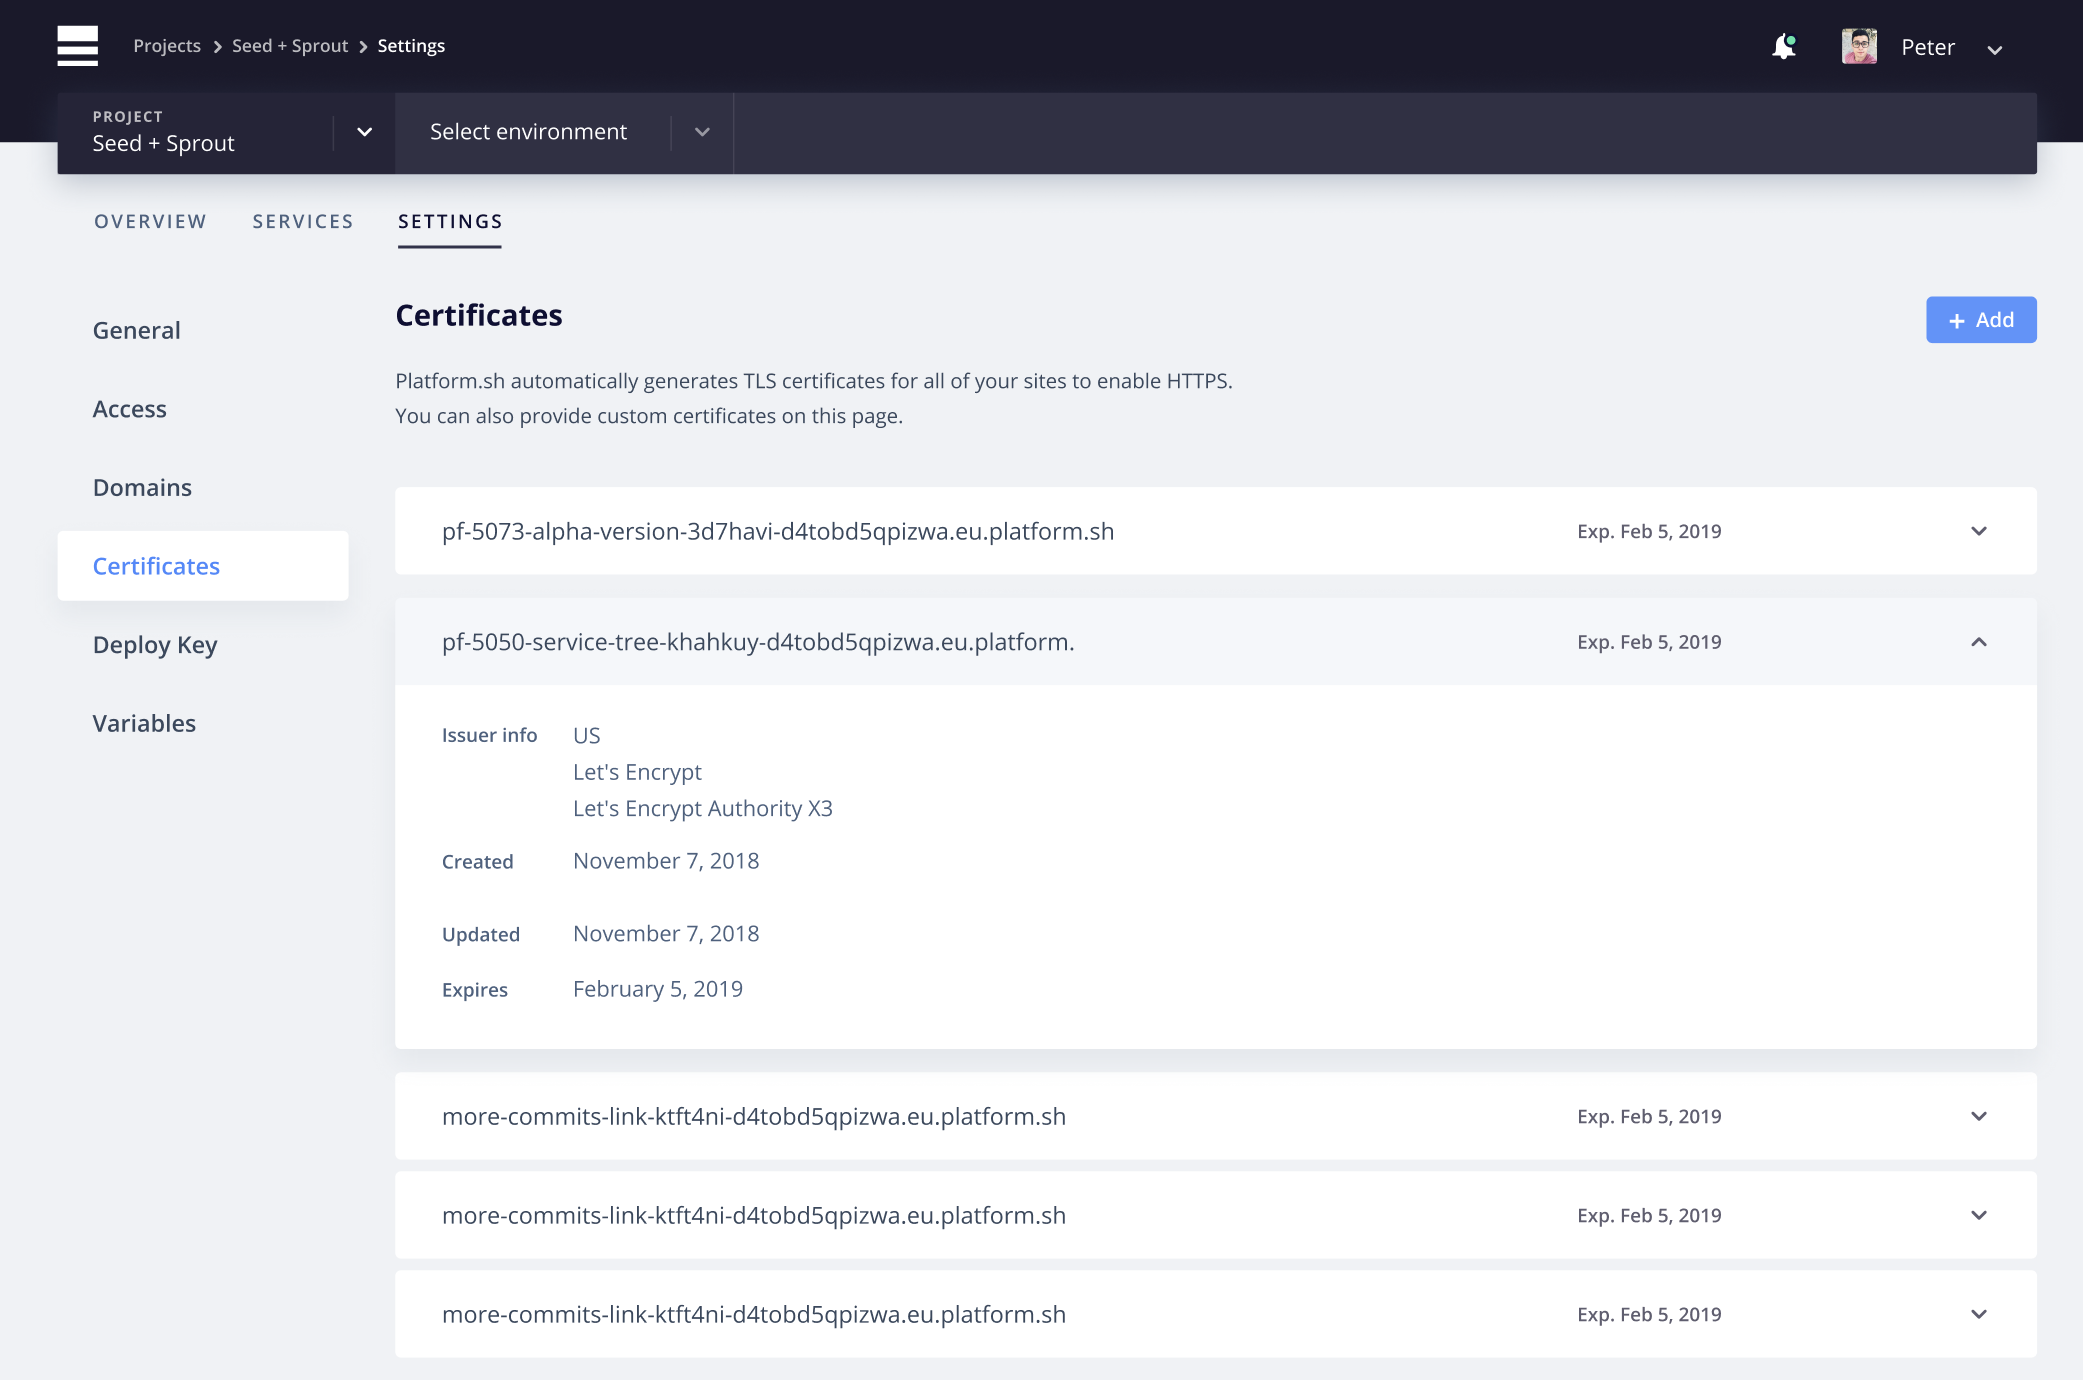 Projects > Seed + Sprout > Settings
Peter
PROJECT
Seed + Sprout
Select environment
OVERVIEW SERVICES SETTINGS
General
Access
Domains
Certificates
Deploy Key
Variables
Certificates
+ Add
Platform.sh automatically generates TLS certificates for all of your sites to enable HTTPS.
You can also provide custom certificates on this page.
pf-5073-alpha-version-3d7havi-d4tobd5qpizwa.eu.platform.sh Exp. Feb 5, 2019
pf-5050-service-tree-khahkuy-d4tobd5qpizwa.eu.platform. Exp. Feb 5, 2019
Issuer info US
Let's Encrypt
Let's Encrypt Authority X3
Created November 7, 2018
Updated November 7, 2018
Expires February 5, 2019
more-commits-link-ktft4ni-d4tobd5qpizwa.eu.platform.sh Exp. Feb 5, 2019
more-commits-link-ktft4ni-d4tobd5qpizwa.eu.platform.sh Exp. Feb 5, 2019
more-commits-link-ktft4ni-d4tobd5qpizwa.eu.platform.sh Exp. Feb 5, 2019